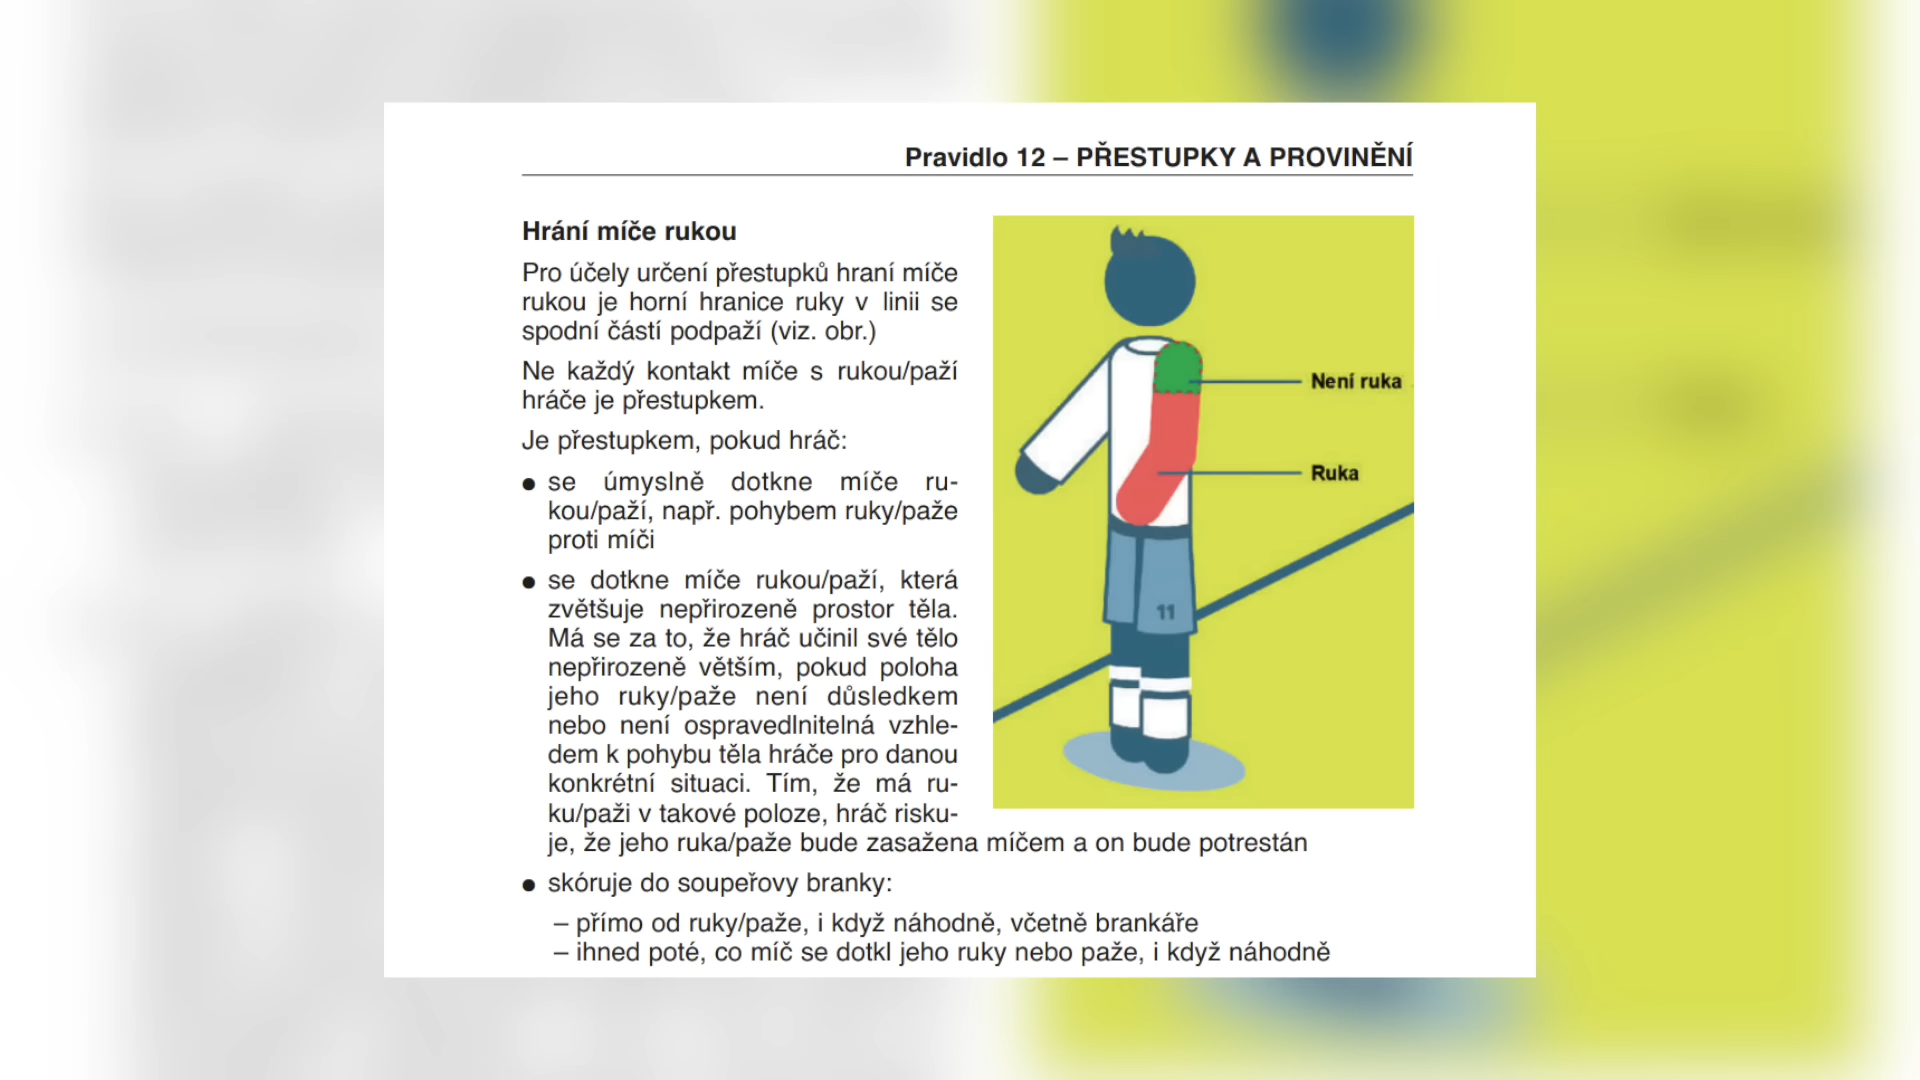 Pravidlo 12 – PŘESTUPKY A PROVINĚNÍ
Hrání míče rukou
Pro účely určení přestupků hraní míče
rukou je horní hranice ruky v linii se
spodní částí podpaží (viz. obr.)
Ne každý kontakt míče s rukou/paží
hráče je přestupkem.
Je přestupkem, pokud hráč:
● se úmyslně dotkne míče ru-
kou/paží, např. pohybem ruky/paže
proti míči
● se dotkne míče rukou/paží, která
zvětšuje nepřirozeně prostor těla.
Má se za to, že hráč učinil své tělo
nepřirozeně větším, pokud poloha
jeho ruky/paže není důsledkem
nebo není ospravedlnitelná vzhle-
dem k pohybu těla hráče pro danou
konkrétní situaci. Tím, že má ru-
ku/paži v takové poloze, hráč risku-
je, že jeho ruka/paže bude zasažena míčem a on bude potrestán
● skóruje do soupeřovy branky:
– přímo od ruky/paže, i když náhodně, včetně brankáře
– ihned poté, co míč se dotkl jeho ruky nebo paže, i když náhodně
Není ruka
Ruka
11